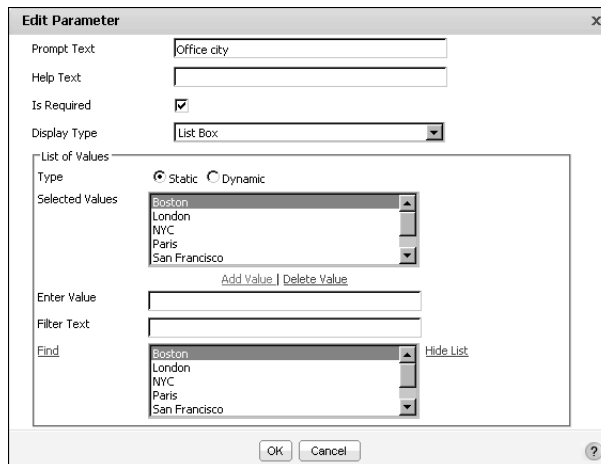 Edit Parameter x
Prompt Text Office city
Help Text
Is Required
Display Type List Box
List of Values
Type Static Dynamic
Selected Values Boston
London
NYC
Paris
San Francisco
Add Value | Delete Value
Enter Value
Filter Text
Find Boston Hide List
London
NYC
Paris
San Francisco
OK Cancel ?